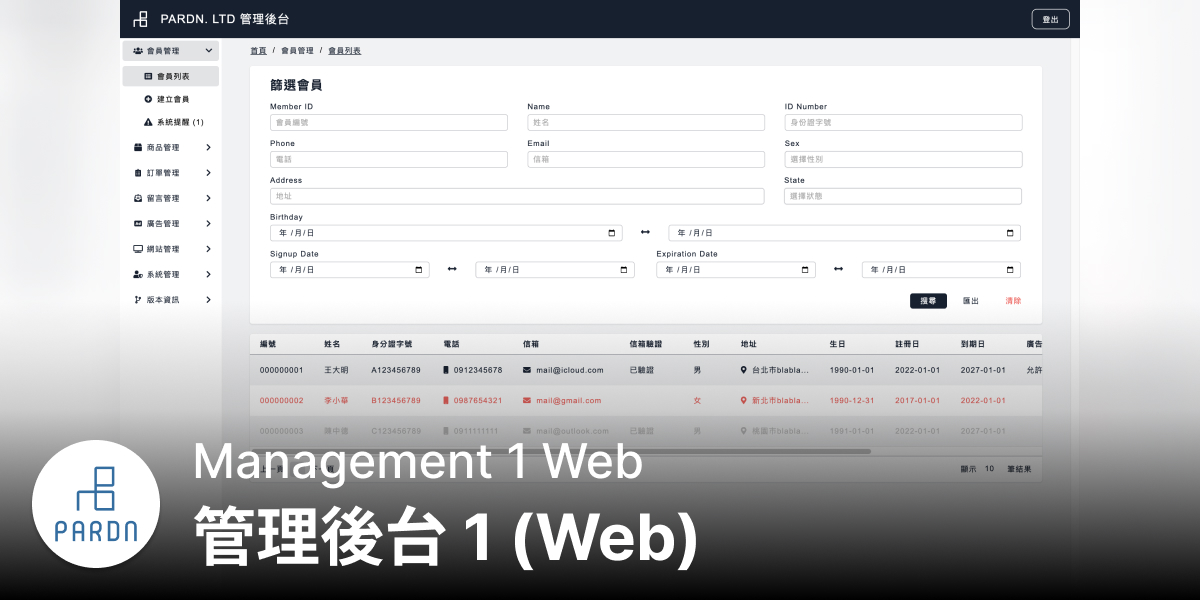 PARDN. LTD 管理後台
登出
會員管理
會員列表
建立會員
系統提醒 (1)
商品管理
訂單管理
留言管理
廣告管理
網站管理
系統管理
版本資訊
首頁 / 會員管理 / 會員列表
篩選會員
Member ID Name ID Number
會員編號 姓名 身份證字號
Phone Email Sex
電話 信箱 選擇性別
Address State
地址 選擇狀態
Birthday
年 /月/日 年 /月/日
Signup Date Expiration Date
年 /月/日 年 /月/日 年 /月/日 年 /月/日
搜尋 匯出 清除
編號 姓名 身分證字號 電話 信箱 信箱驗證 性別 地址 生日 註冊日 到期日 廣告
000000001 王大明 A123456789 0912345678 mail@icloud.com 已驗證 男 台北市blabla... 1990-01-01 2022-01-01 2027-01-01 允許
000000002 李小華 B123456789 0987654321 mail@gmail.com 女 新北市blabla... 1990-12-31 2017-01-01 2022-01-01
000000003 陳中信 C123456789 0911111111 mail@outlook.com 已驗證 男 桃園市blabla... 1990-01-01 2022-01-01 2027-01-01
顯示 10 筆結果
PARDN
Management 1 Web
管理後台 1 (Web)